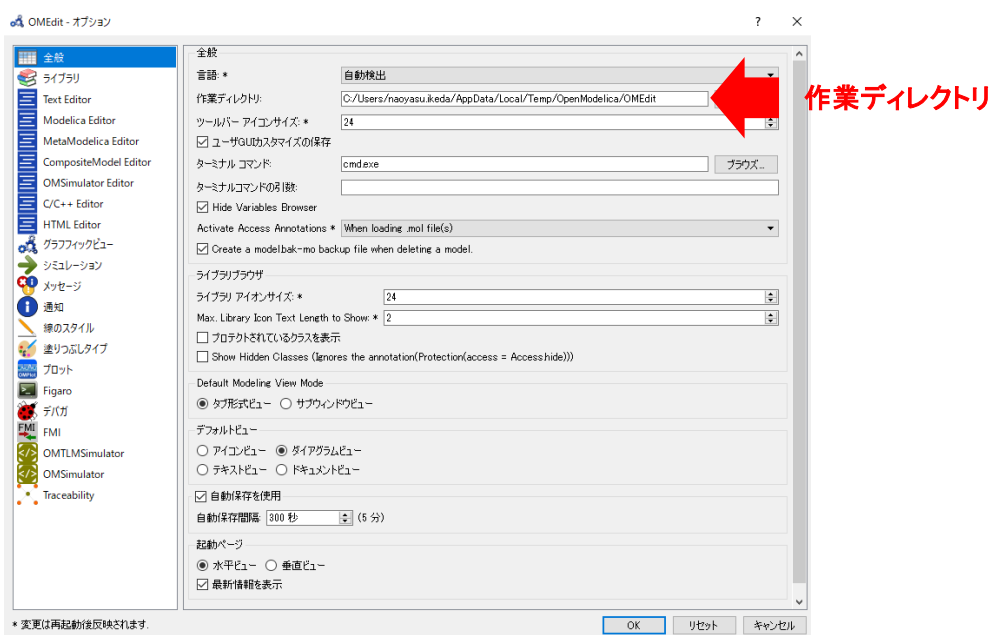 OMEdit - オプション
?
全般
ライブラリ
Text Editor
Modelica Editor
MetaModelica Editor
CompositeModel Editor
OMSimulator Editor
C/C++ Editor
HTML Editor
グラフフィックビュー
シミュレーション
メッセージ
通知
線のスタイル
塗りつぶしタイプ
プロット
Figaro
デバガ
FMI
OMTLMSimulator
OMSimulator
Traceability
全般
言語: * 自動検出
作業ディレクトリ: C:/Users/naoyasu.ikeda/AppData/Local/Temp/OpenModelica/OMEdit
作業ディレクトリ
ツールバー アイコンサイズ: * 24
ユーザGUIカスタマイズの保存
ターミナル コマンド: cmd.exe ブラウズ...
ターミナルコマンドの引数:
Hide Variables Browser
Activate Access Annotations * When loading .mol file(s)
Create a model.bak-mo backup file when deleting a model.
ライブラリブラウザ
ライブラリ アイオンサイズ: * 24
Max. Library Icon Text Length to Show: * 2
プロテクトされているクラスを表示
Show Hidden Classes (Ignores the annotation(Protection(access = Access.hide)))
Default Modeling View Mode
タブ形式ビュー サブウィンドウビュー
デフォルトビュー
アイコンビュー ダイアグラムビュー
テキストビュー ドキュメントビュー
自動保存を使用
自動保存間隔: 300 秒 (5 分)
起動ページ
水平ビュー 垂直ビュー
最新情報を表示
* 変更は再起動後反映されます.
OK リセット キャンセル